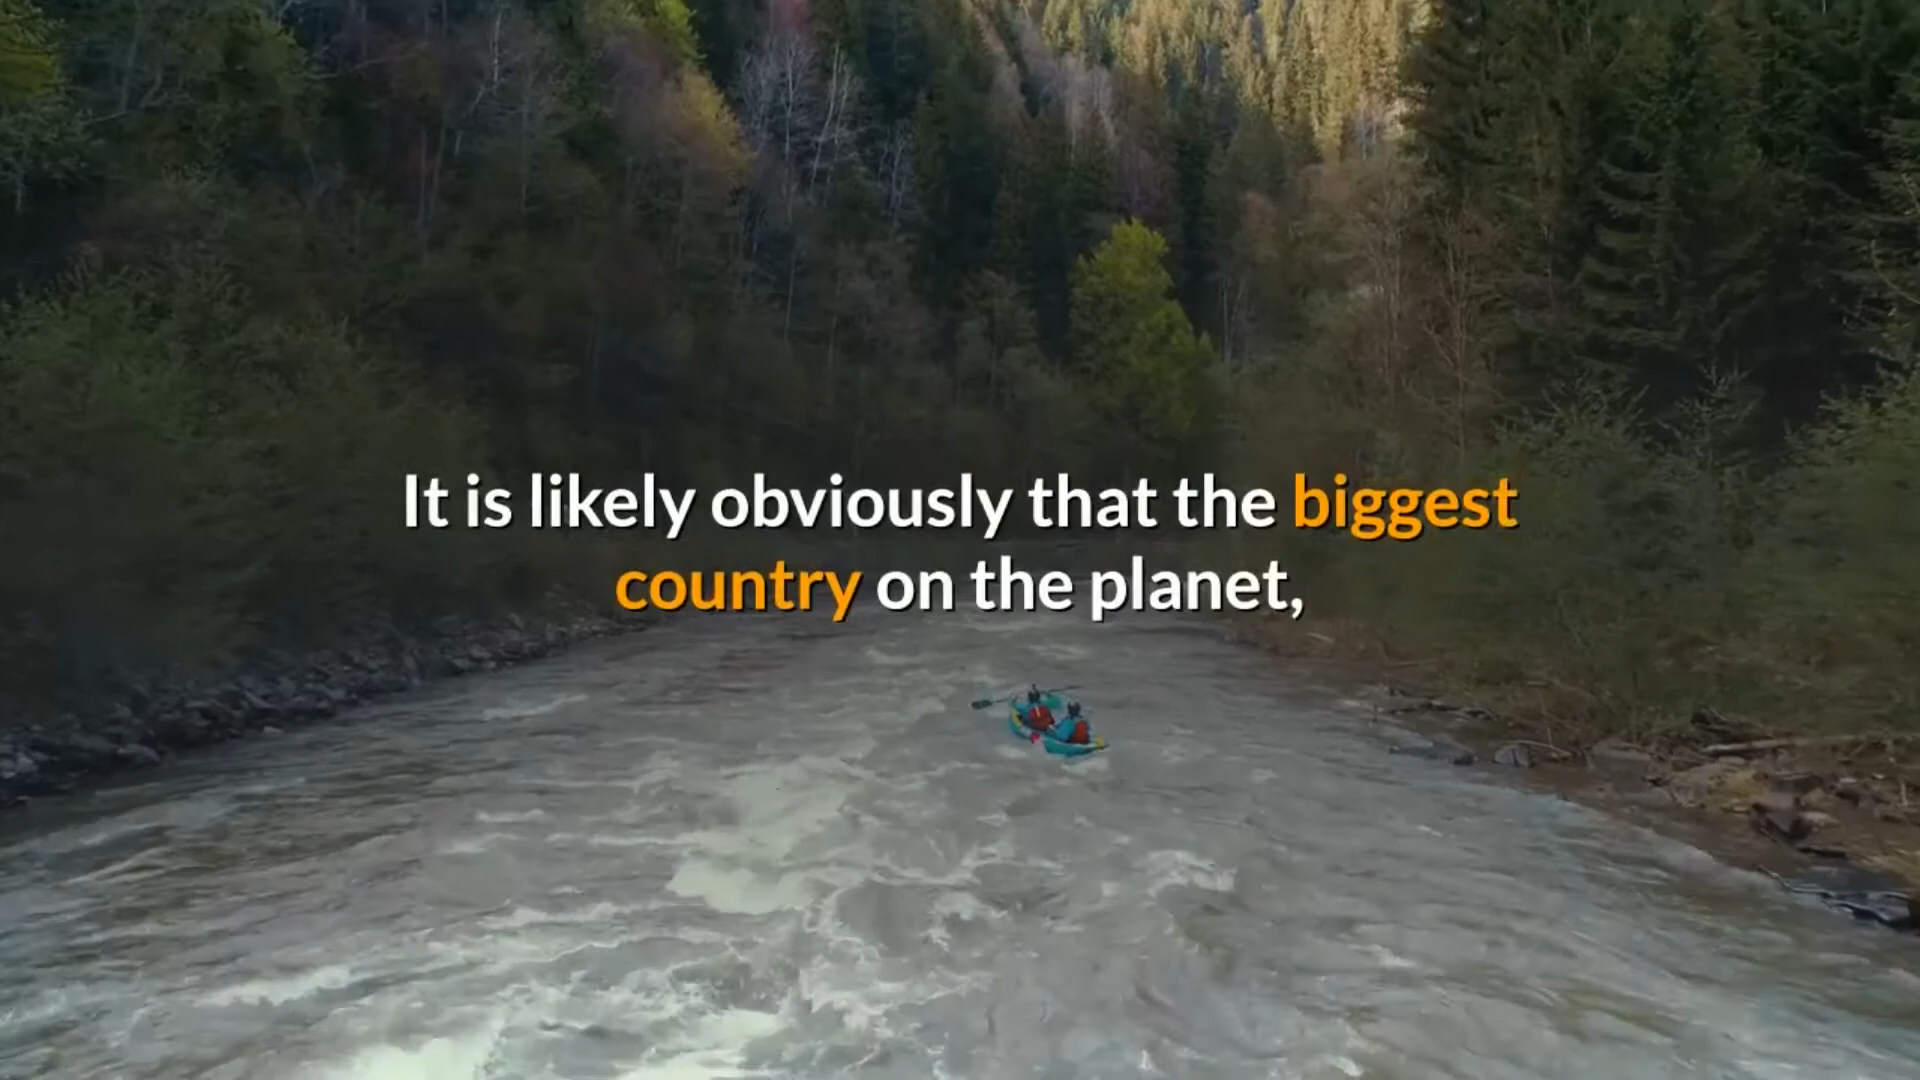 It is likely obviously that the biggest
country on the planet,